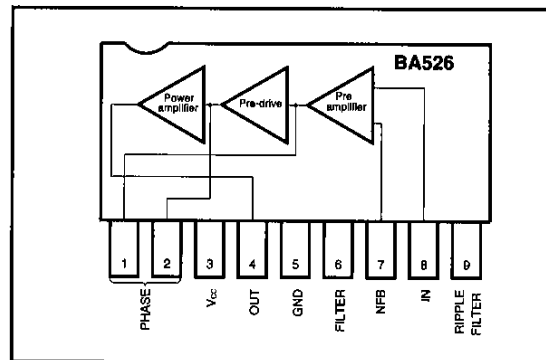 BA526
Power
amplifier
Pre-drive
Pre
amplifier
1
2
3
4
5
6
7
8
9
PHASE
Vcc
OUT
GND
FILTER
NFB
IN
RIPPLE
FILTER